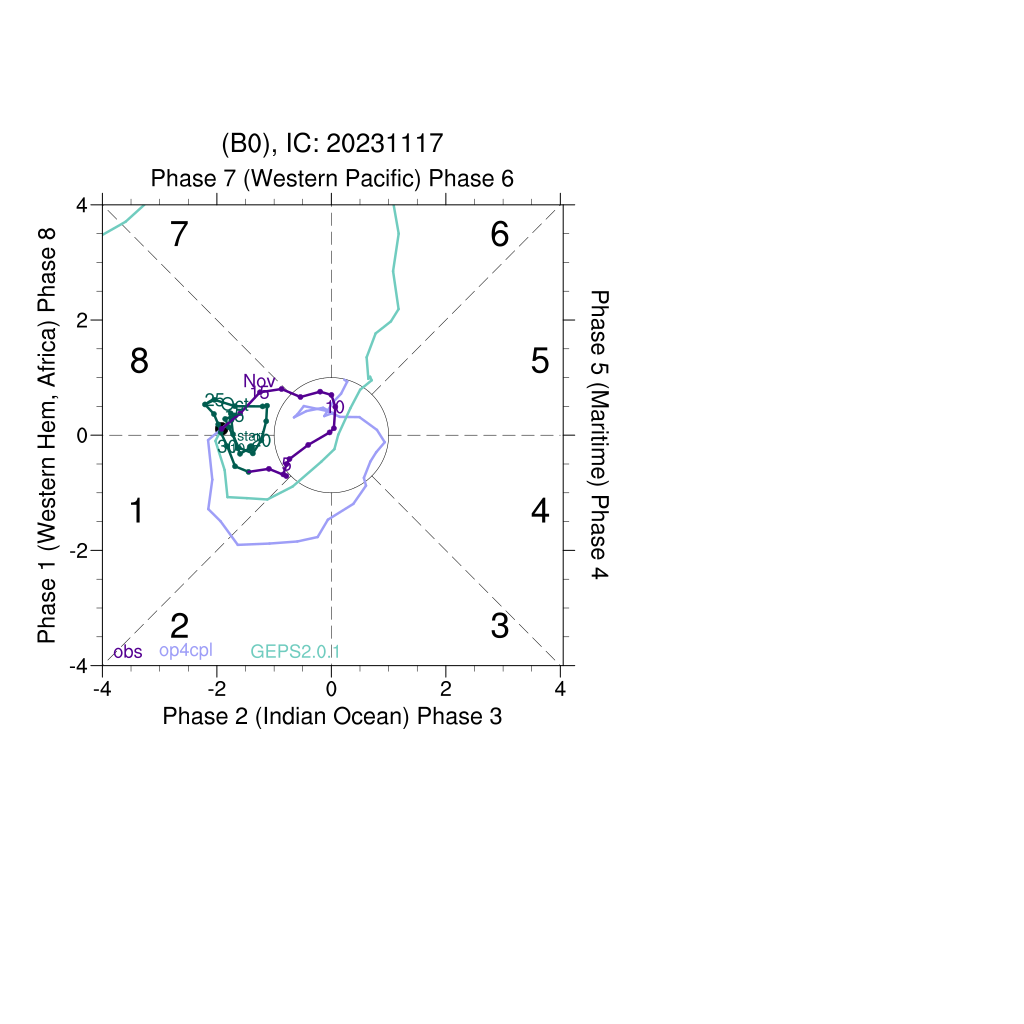 (B0), IC: 20231117
Phase 7 (Western Pacific) Phase 6
Phase 1 (Western Hem, Africa) Phase 8
Phase 5 (Maritime) Phase 4
4
2
0
-2
-4
7
6
8
5
1
4
2
3
Nov
15
10
25
Oct
start
20
30
5
obs
op4cpl
GEPS2.0.1
-4
-2
0
2
4
Phase 2 (Indian Ocean) Phase 3